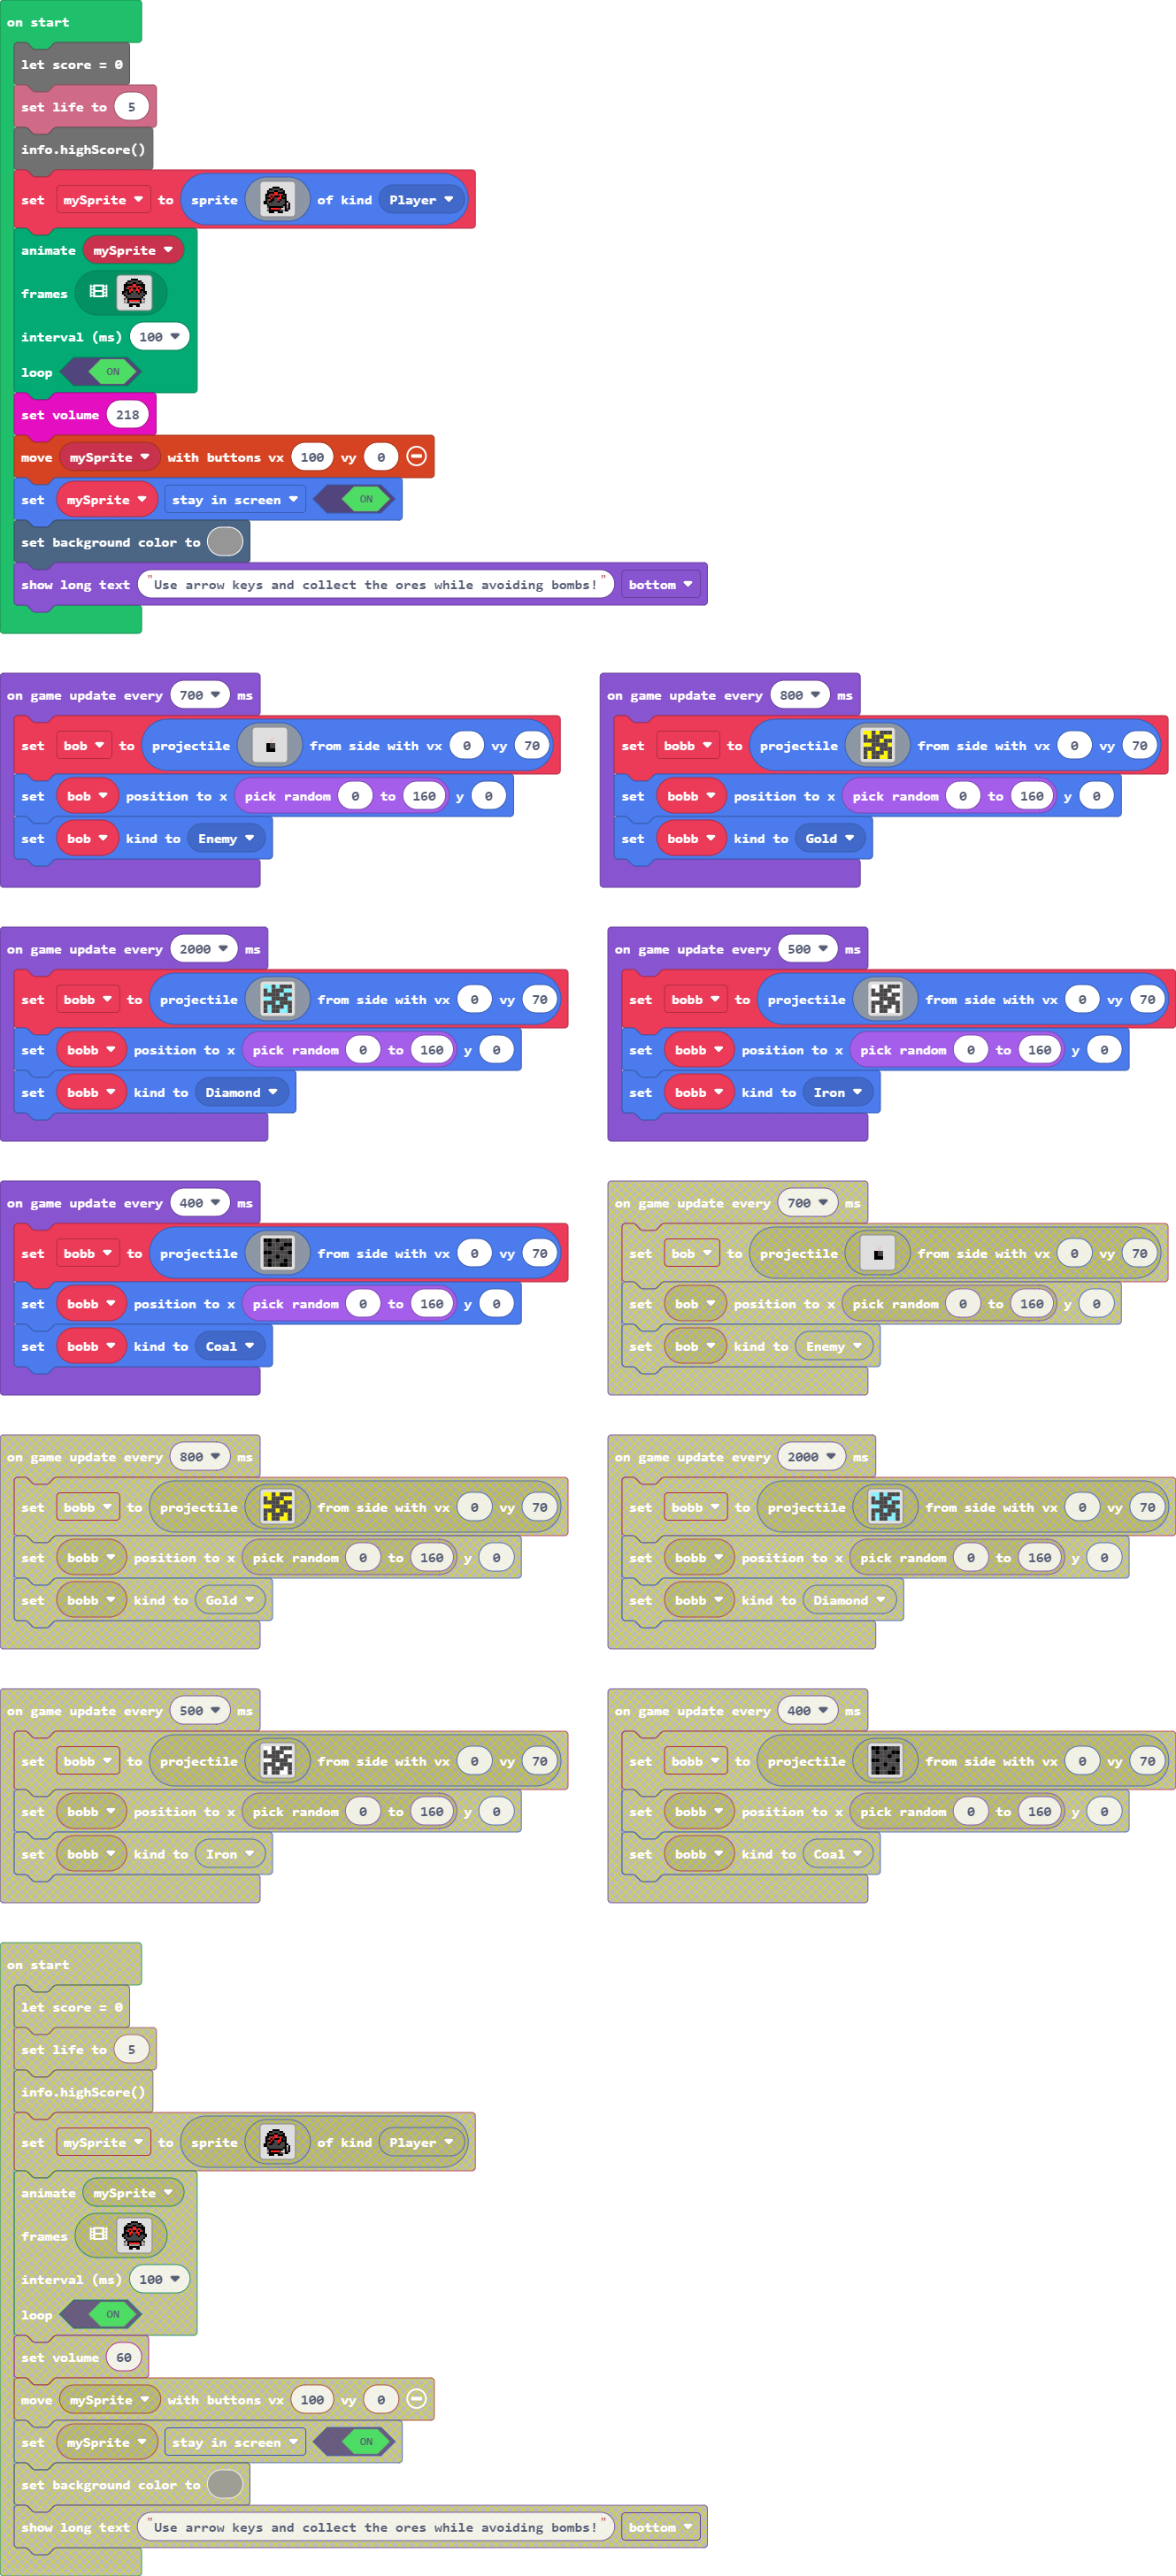 on start
let score = 0
set life to 5
info.highScore()
set mySprite to sprite of kind Player
animate mySprite
frames
interval (ms) 100
loop ON
set volume 218
move mySprite with buttons vx 100 vy 0
set mySprite stay in screen ON
set background color to
show long text "Use arrow keys and collect the ores while avoiding bombs!" bottom
on game update every 700 ms
set bob to projectile from side with vx 0 vy 70
set bob position to x pick random 0 to 160 y 0
set bob kind to Enemy
on game update every 800 ms
set bobb to projectile from side with vx 0 vy 70
set bobb position to x pick random 0 to 160 y 0
set bobb kind to Gold
on game update every 2000 ms
set bobb to projectile from side with vx 0 vy 70
set bobb position to x pick random 0 to 160 y 0
set bobb kind to Diamond
on game update every 500 ms
set bobb to projectile from side with vx 0 vy 70
set bobb position to x pick random 0 to 160 y 0
set bobb kind to Iron
on game update every 400 ms
set bobb to projectile from side with vx 0 vy 70
set bobb position to x pick random 0 to 160 y 0
set bobb kind to Coal
on game update every 700 ms
set bob to projectile from side with vx 0 vy 70
set bob position to x pick random 0 to 160 y 0
set bob kind to Enemy
on game update every 800 ms
set bobb to projectile from side with vx 0 vy 70
set bobb position to x pick random 0 to 160 y 0
set bobb kind to Gold
on game update every 2000 ms
set bobb to projectile from side with vx 0 vy 70
set bobb position to x pick random 0 to 160 y 0
set bobb kind to Diamond
on game update every 500 ms
set bobb to projectile from side with vx 0 vy 70
set bobb position to x pick random 0 to 160 y 0
set bobb kind to Iron
on game update every 400 ms
set bobb to projectile from side with vx 0 vy 70
set bobb position to x pick random 0 to 160 y 0
set bobb kind to Coal
on start
let score = 0
set life to 5
info.highScore()
set mySprite to sprite of kind Player
animate mySprite
frames
interval (ms) 100
loop ON
set volume 60
move mySprite with buttons vx 100 vy 0
set mySprite stay in screen ON
set background color to
show long text "Use arrow keys and collect the ores while avoiding bombs!" bottom